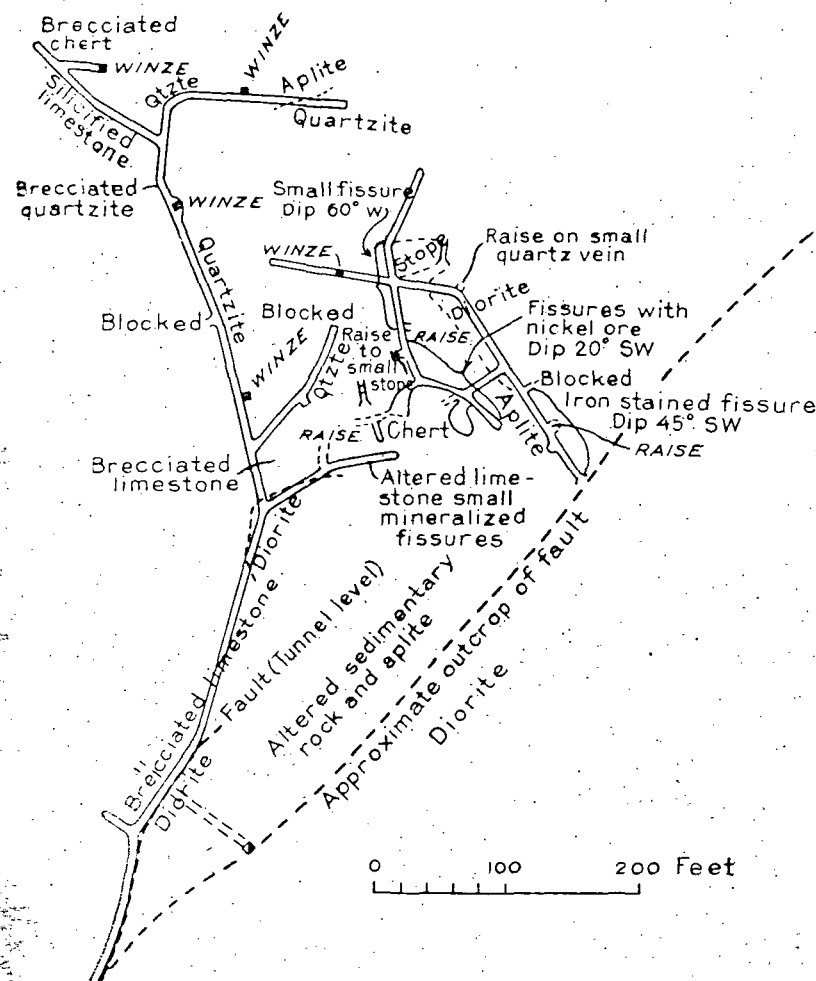 Brecciated
chert
WINZE
WINZE
Qtzte
Aplite
Quartzite
Silicified
limestone
Brecciated
quartzite
WINZE
Small fissure
Dip 60° W
WINZE
Stope
Raise on small
quartz vein
Quartzite
Blocked
Blocked
Diorite
Fissures with
nickel ore
Dip 20° SW
WINZE
Qtzte
Raise
to
small
stope
RAISE
Blocked
Iron stained fissure
Dip 45° SW
RAISE
Aplite
Chert
RAISE
Brecciated
limestone
Altered lime-
stone small
mineralized
fissures
Diorite
Brecciated limestone
Fault (Tunnel level)
Altered sedimentary
rock and aplite
Approximate outcrop of fault
Diorite
Diorite
0 100 200 Feet